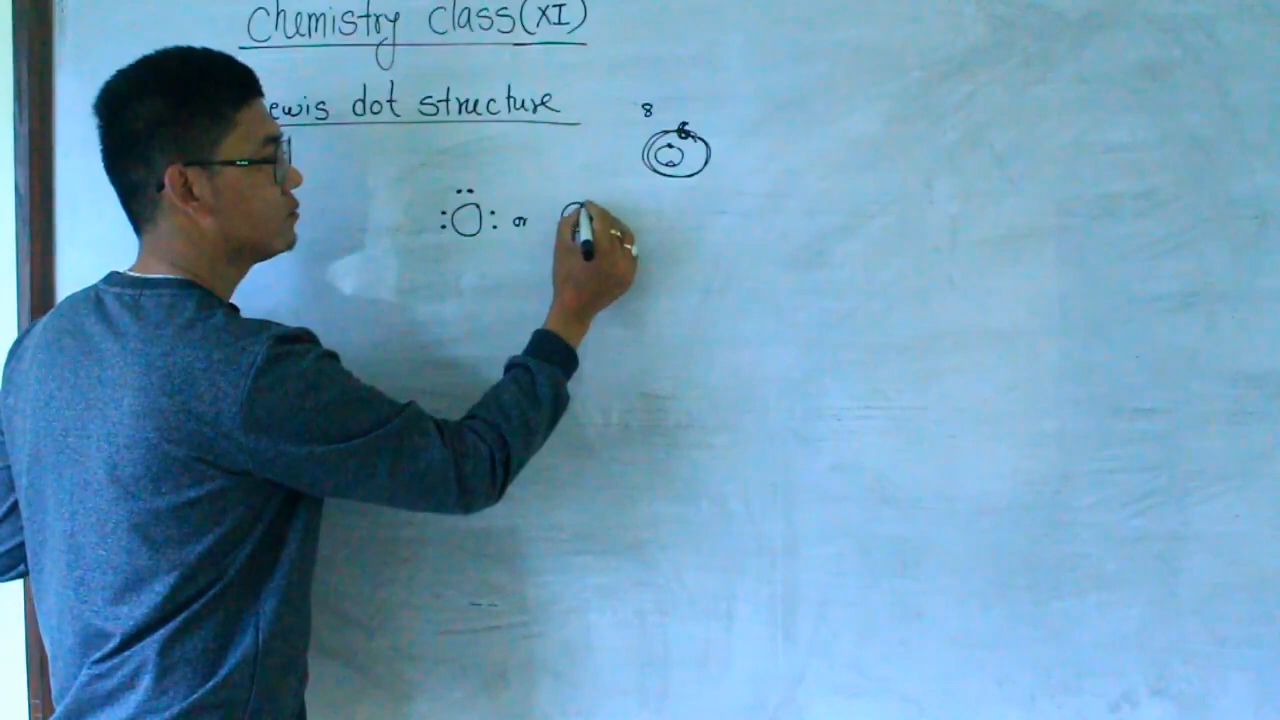 Chemistry class(XI)
ewis dot structure
8
6
:Ö: or